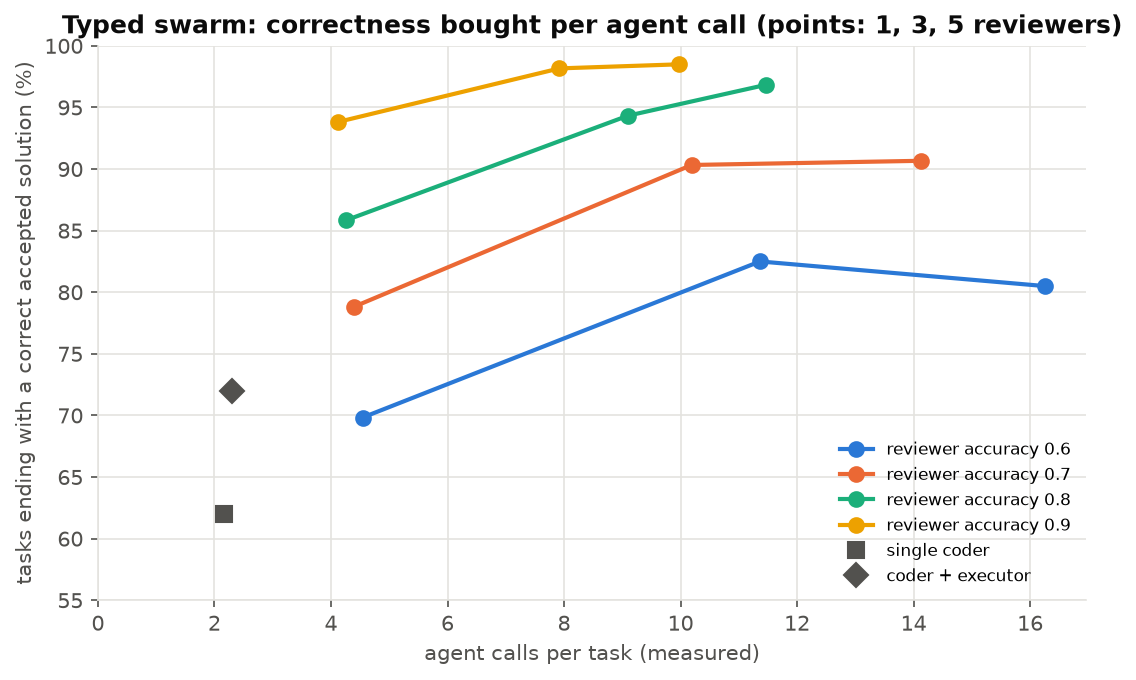 Typed swarm: correctness bought per agent call (points: 1, 3, 5 reviewers)
tasks ending with a correct accepted solution (%)
100
95
90
85
80
75
70
65
60
55
reviewer accuracy 0.6
reviewer accuracy 0.7
reviewer accuracy 0.8
reviewer accuracy 0.9
single coder
coder + executor
0 2 4 6 8 10 12 14 16
agent calls per task (measured)